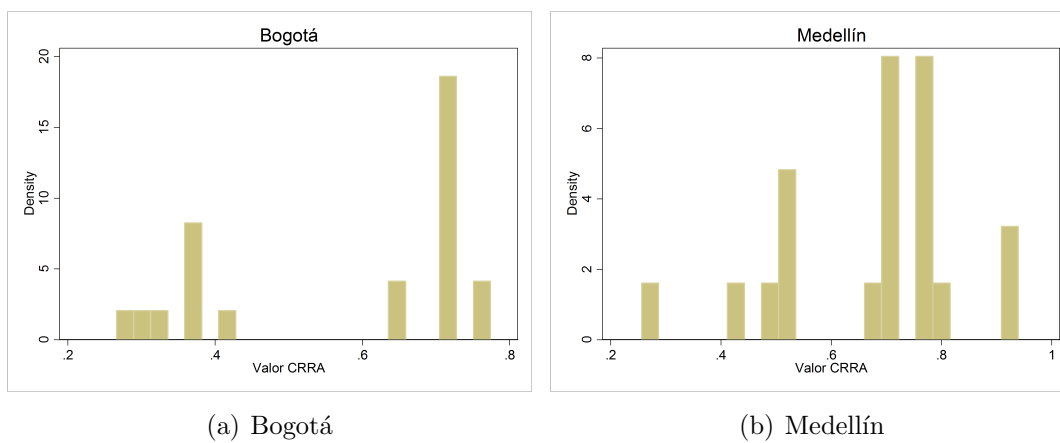 Bogotá
Density
20
15
10
5
0
.2 .4 .6 .8
Valor CRRA
(a) Bogotá
Medellín
Density
8
6
4
2
0
.2 .4 .6 .8 1
Valor CRRA
(b) Medellín